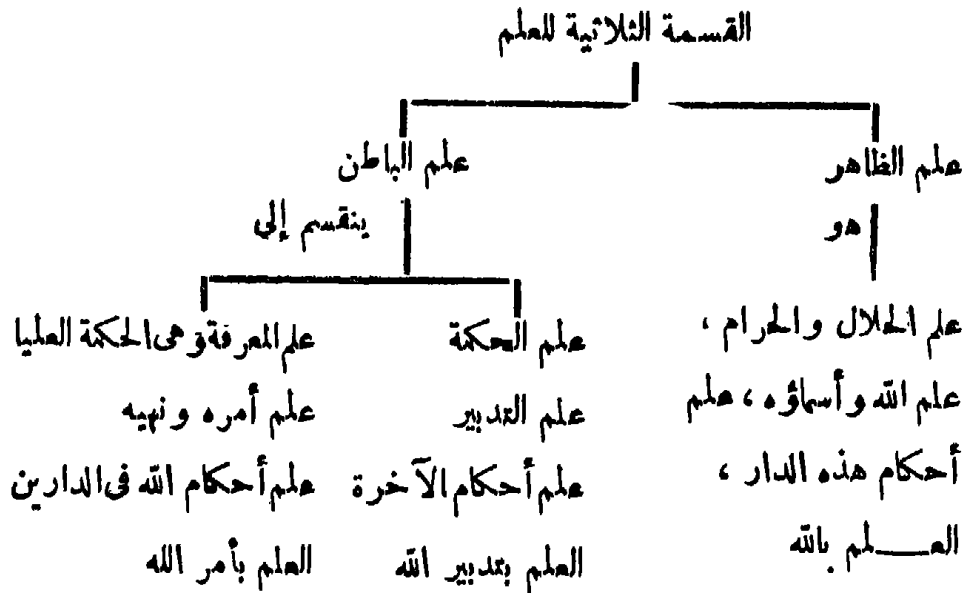 القسمة الثلاثية للعلم
علم الظاهر
هو
علم الحلال والحرام ،
علم الله وأسماؤه ، علم
أحكام هذه الدار ،
العـــلم بالله
علم الباطن
ينقسم إلى
علم الحكمة
علم التدبير
علم أحكام الآخرة
العلم بتدبير الله
علم المعرفة وهى الحكمة العليا
علم أمره ونهيه
علم أحكام الله فى الدارين
العلم بأمر الله